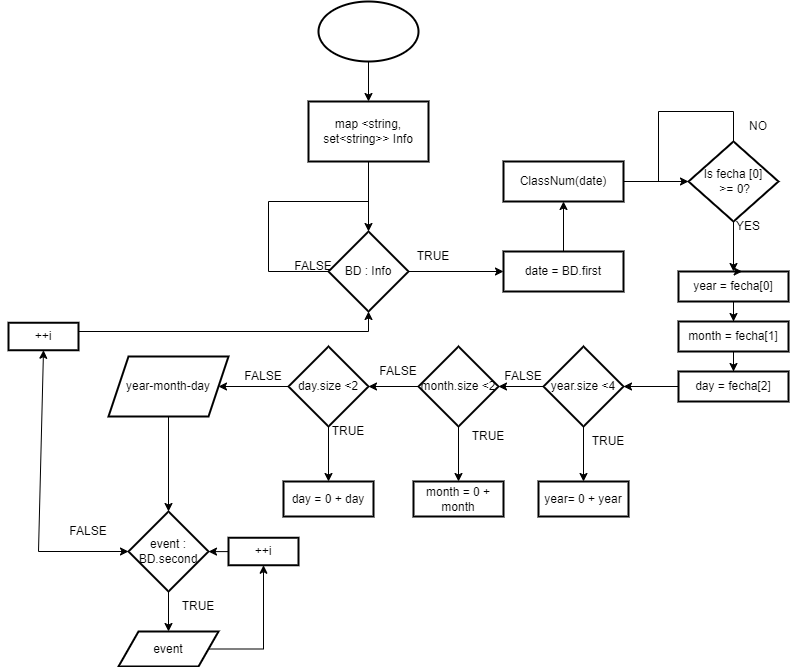 map <string,
set<string>> Info
NO
Is fecha [0]
>= 0?
ClassNum(date)
YES
FALSE
BD : Info
TRUE
date = BD.first
year = fecha[0]
++i
month = fecha[1]
year-month-day
FALSE
day.size <2
FALSE
month.size <2
FALSE
year.size <4
day = fecha[2]
TRUE
TRUE
TRUE
day = 0 + day
month = 0 +
month
year= 0 + year
FALSE
event :
BD.second
++i
TRUE
event